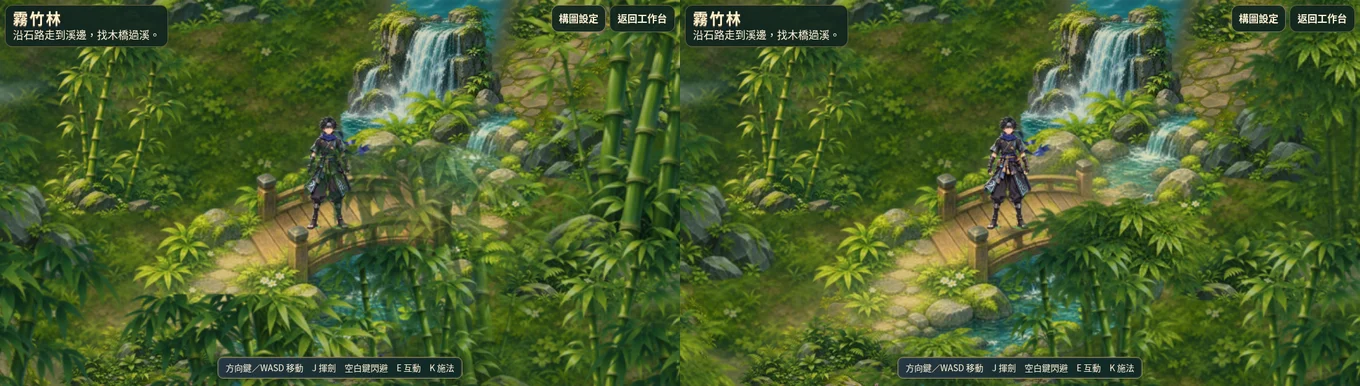 霧竹林
沿石路走到溪邊，找木橋過溪。
構圖設定
返回工作台
方向鍵／WASD 移動 J 揮劍 空白鍵閃避 E 互動 K 施法
霧竹林
沿石路走到溪邊，找木橋過溪。
構圖設定
返回工作台
方向鍵／WASD 移動 J 揮劍 空白鍵閃避 E 互動 K 施法